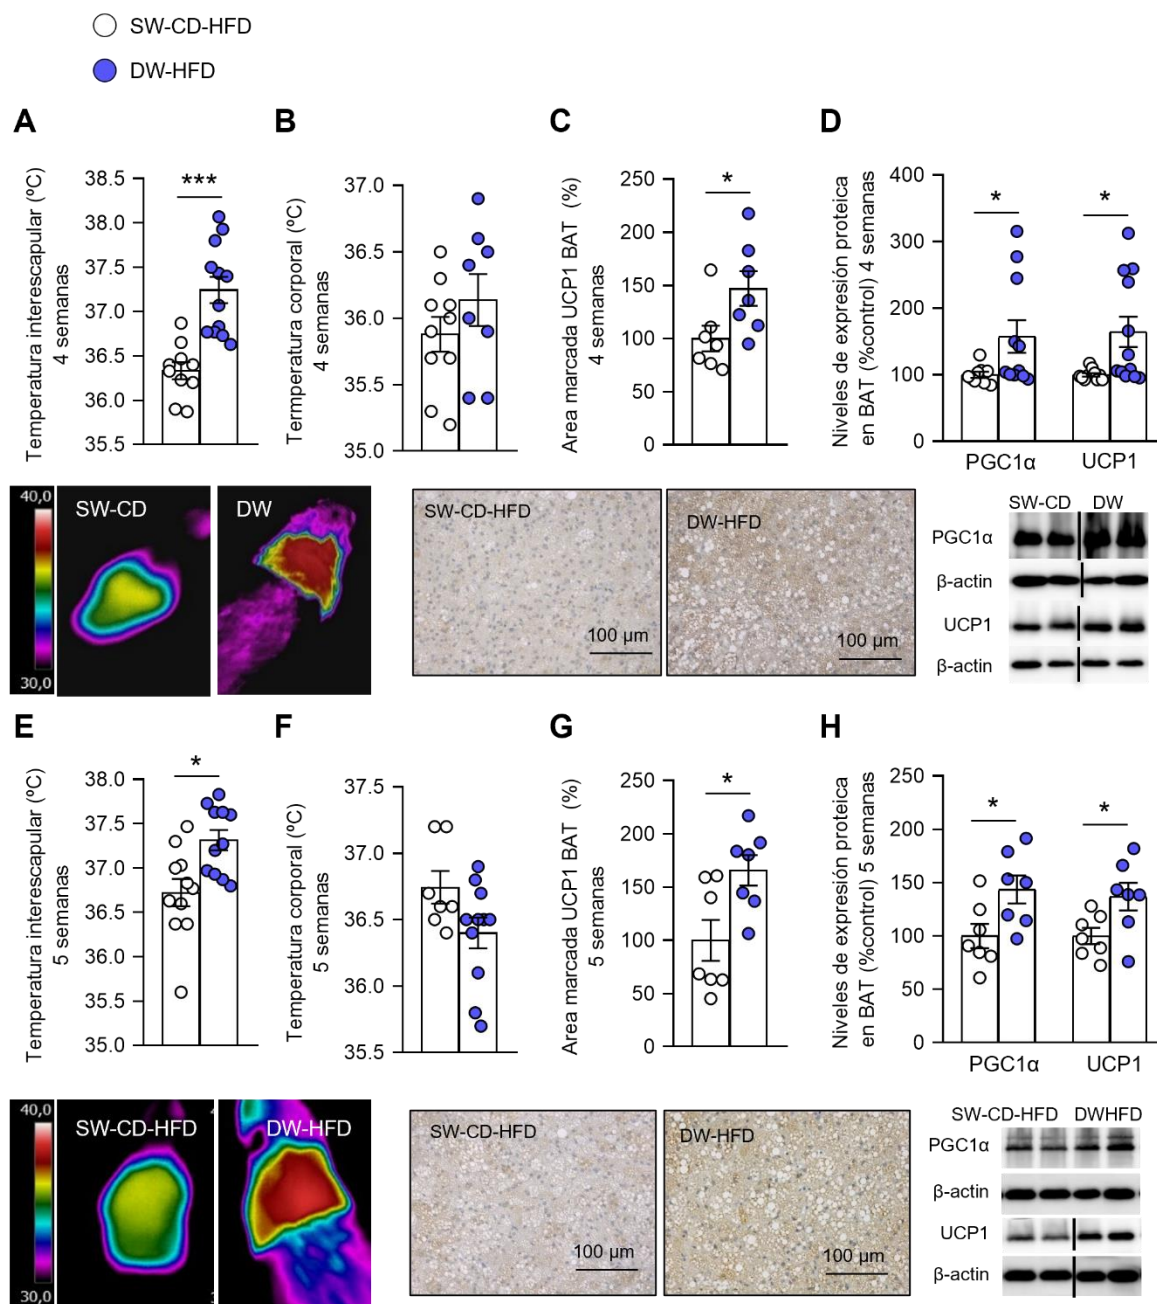 SW-CD-HFD
DW-HFD
A
B
C
D
Temperatura interescapular (ºC)
4 semanas
38.5
38.0
37.5
37.0
36.5
36.0
35.5
***
Termperatura corporal (ºC)
4 semanas
37.0
36.5
36.0
35.5
35.0
Area marcada UCP1 BAT (%)
4 semanas
250
200
150
100
50
0
*
Niveles de expresión proteica
en BAT (%control) 4 semanas
400
300
200
100
0
*
*
PGC1α
UCP1
40,0
30,0
SW-CD
DW
SW-CD-HFD
100 µm
DW-HFD
100 µm
SW-CD
DW
PGC1α
β-actin
UCP1
β-actin
E
F
G
H
Temperatura interescapular (ºC)
5 semanas
38.0
37.5
37.0
36.5
36.0
35.5
35.0
*
Temperatura corporal (ºC)
5 semanas
37.5
37.0
36.5
36.0
35.5
Area marcada UCP1 BAT (%)
5 semanas
250
200
150
100
50
0
*
Niveles de expresión proteica
en BAT (%control) 5 semanas
250
200
150
100
50
0
*
*
PGC1α
UCP1
40,0
30,0
SW-CD-HFD
DW-HFD
SW-CD-HFD
100 µm
DW-HFD
100 µm
SW-CD-HFD
DWHFD
PGC1α
β-actin
UCP1
β-actin